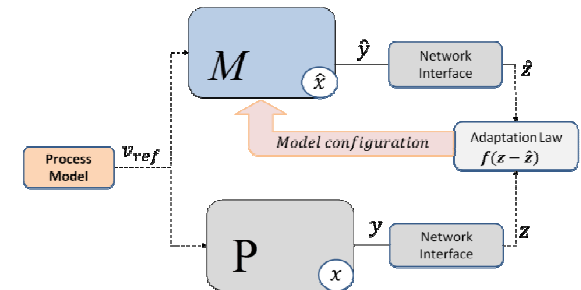 M
x̂
ŷ
Network
Interface
ẑ
Process
Model
v_ref
Model configuration
Adaptation Law
f(z − ẑ)
P
x
y
Network
Interface
z